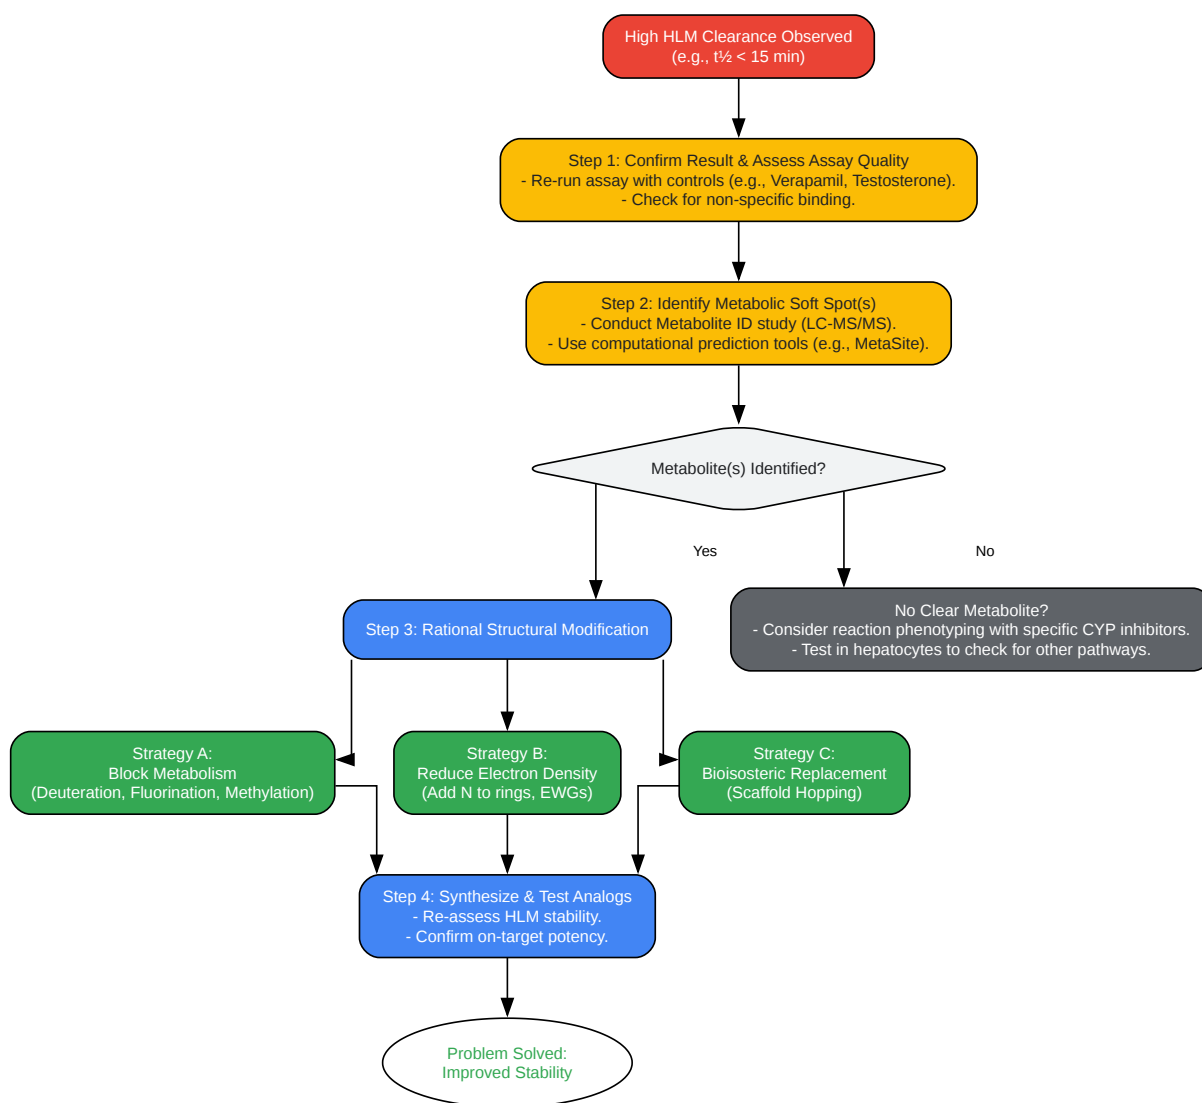 High HLM Clearance Observed
(e.g., t½ < 15 min)
Step 1: Confirm Result & Assess Assay Quality
- Re-run assay with controls (e.g., Verapamil, Testosterone).
- Check for non-specific binding.
Step 2: Identify Metabolic Soft Spot(s)
- Conduct Metabolite ID study (LC-MS/MS).
- Use computational prediction tools (e.g., MetaSite).
Metabolite(s) Identified?
Yes
No
Step 3: Rational Structural Modification
No Clear Metabolite?
- Consider reaction phenotyping with specific CYP inhibitors.
- Test in hepatocytes to check for other pathways.
Strategy A:
Block Metabolism
(Deuteration, Fluorination, Methylation)
Strategy B:
Reduce Electron Density
(Add N to rings, EWGs)
Strategy C:
Bioisosteric Replacement
(Scaffold Hopping)
Step 4: Synthesize & Test Analogs
- Re-assess HLM stability.
- Confirm on-target potency.
Problem Solved:
Improved Stability